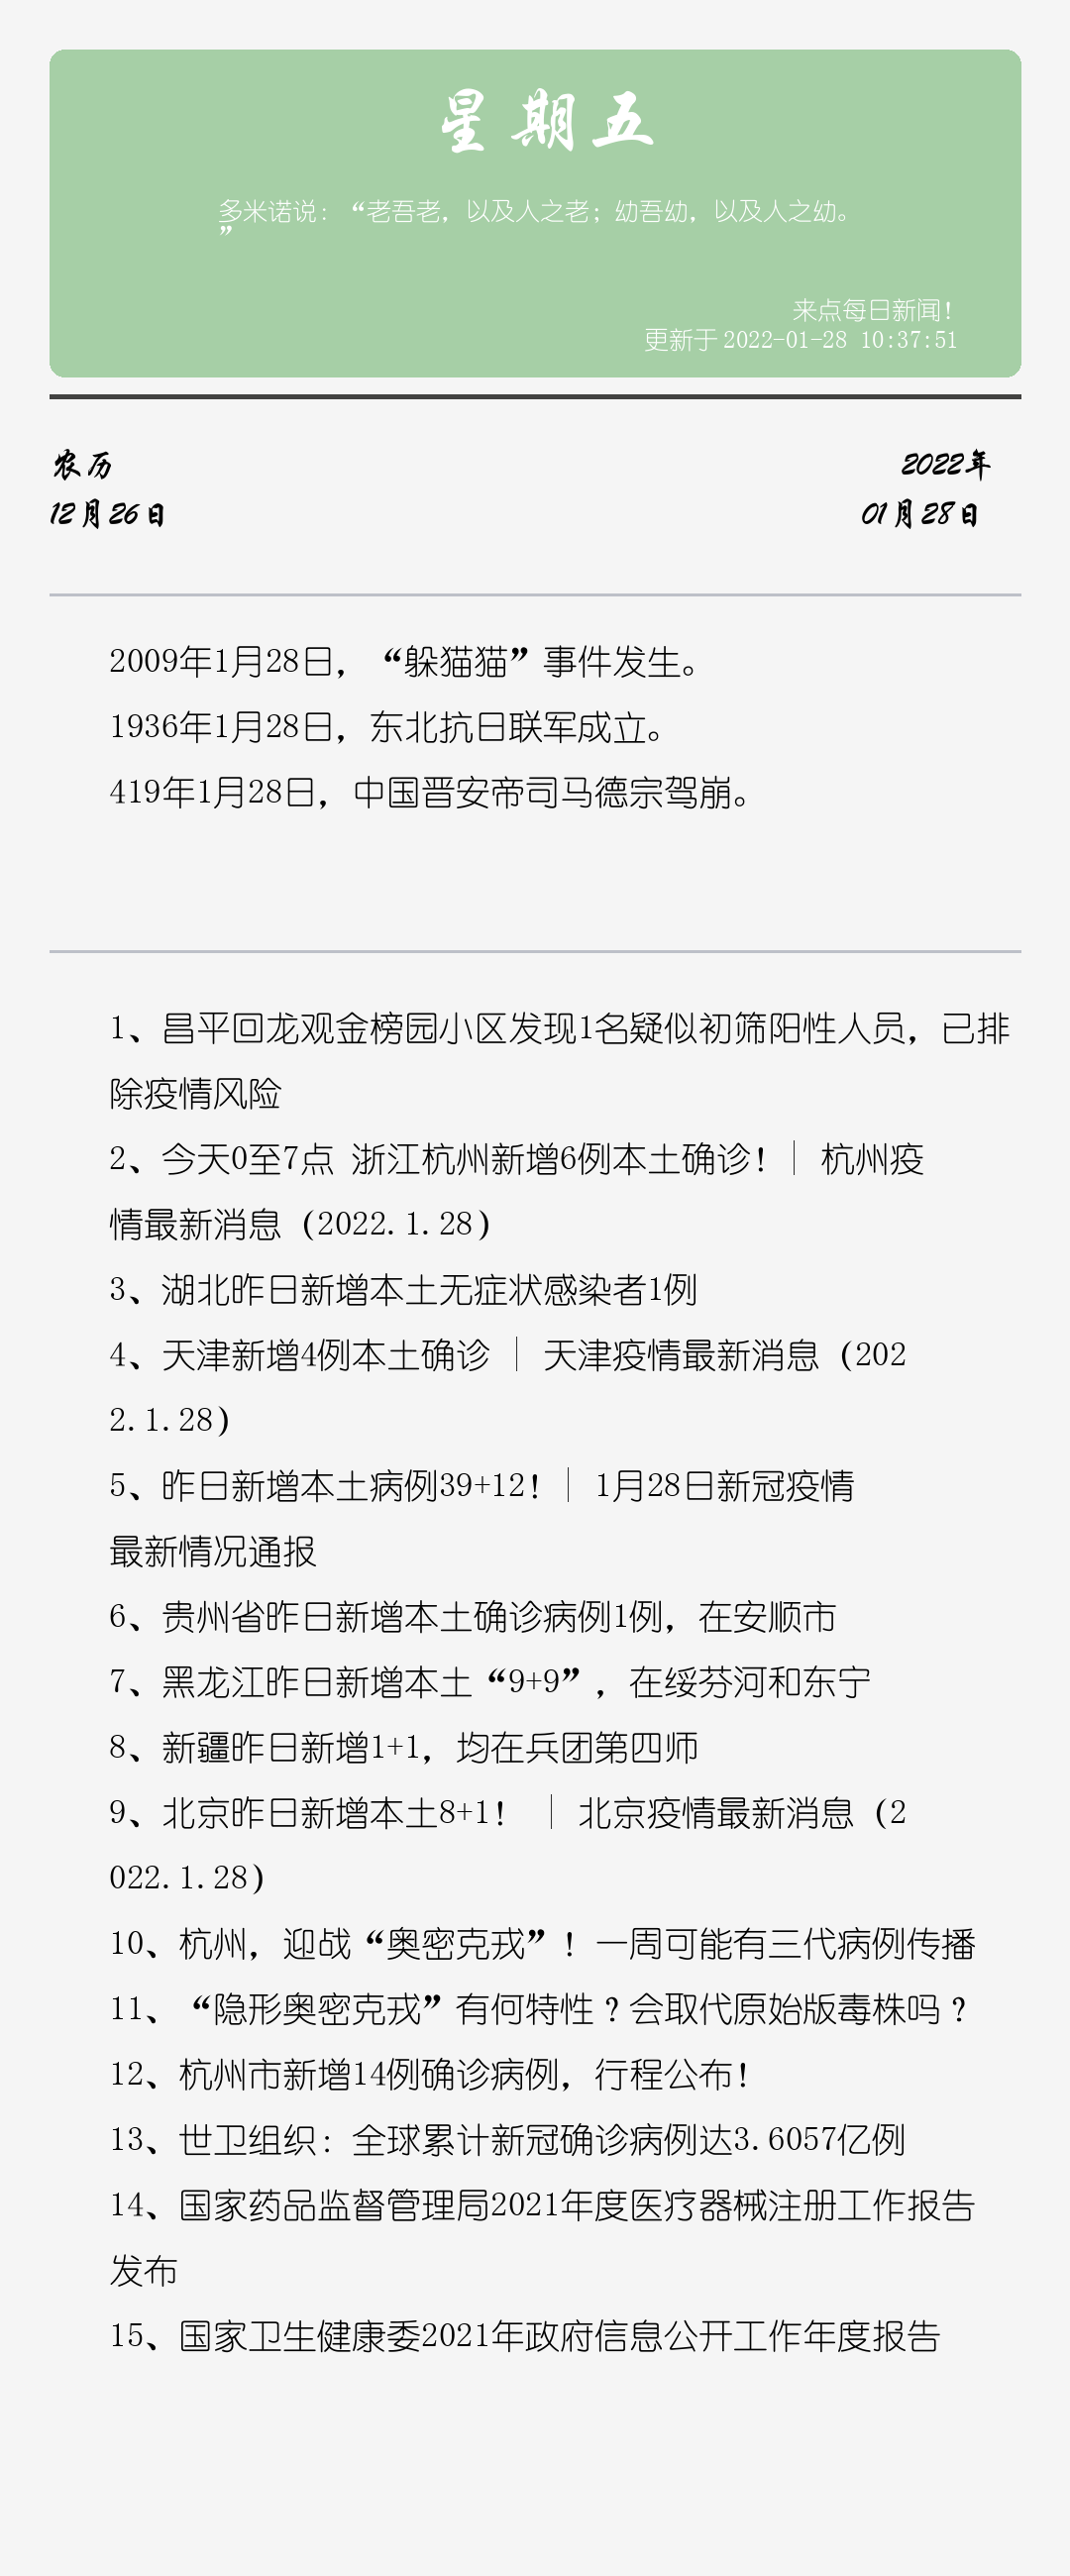 星期五
多米诺说：“老吾老，以及人之老；幼吾幼，以及人之幼。
”
来点每日新闻！
更新于 2022-01-28 10:37:51
农历
2022年
12月26日
01月28日
2009年1月28日，“躲猫猫”事件发生。
1936年1月28日，东北抗日联军成立。
419年1月28日，中国晋安帝司马德宗驾崩。
1、昌平回龙观金榜园小区发现1名疑似初筛阳性人员，已排
除疫情风险
2、今天0至7点 浙江杭州新增6例本土确诊！｜ 杭州疫
情最新消息（2022.1.28）
3、湖北昨日新增本土无症状感染者1例
4、天津新增4例本土确诊 ｜ 天津疫情最新消息（202
2.1.28）
5、昨日新增本土病例39+12！｜ 1月28日新冠疫情
最新情况通报
6、贵州省昨日新增本土确诊病例1例，在安顺市
7、黑龙江昨日新增本土“9+9”，在绥芬河和东宁
8、新疆昨日新增1+1，均在兵团第四师
9、北京昨日新增本土8+1！ ｜ 北京疫情最新消息（2
022.1.28）
10、杭州，迎战“奥密克戎”！一周可能有三代病例传播
11、“隐形奥密克戎”有何特性？会取代原始版毒株吗？
12、杭州市新增14例确诊病例，行程公布！
13、世卫组织：全球累计新冠确诊病例达3.6057亿例
14、国家药品监督管理局2021年度医疗器械注册工作报告
发布
15、国家卫生健康委2021年政府信息公开工作年度报告